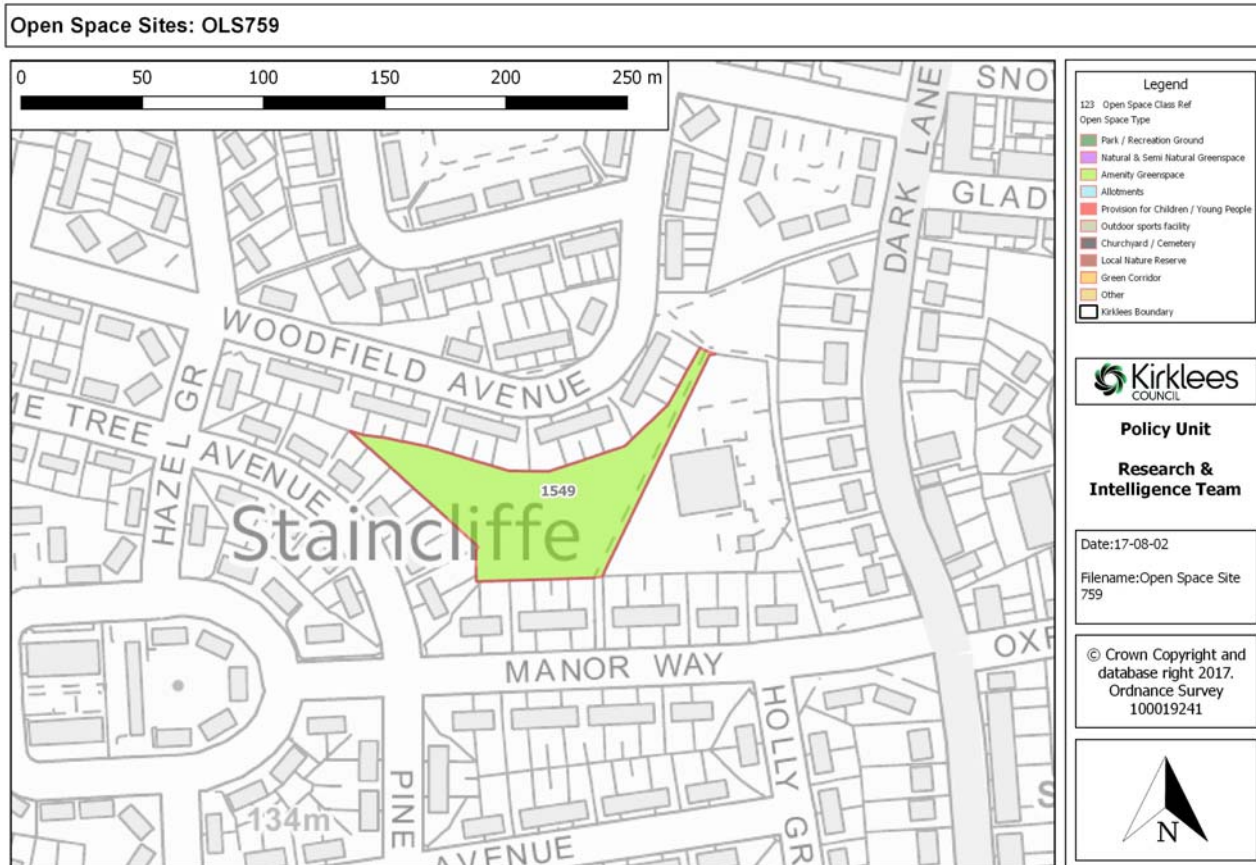 Open Space Sites: OLS759
0 50 100 150 200 250 m
SNO
DARK LANE
GLAD
WOODFIELD AVENUE
HAZEL GR
ME TREE AVENUE
1549
Staincliffe
MANOR WAY
OXF
HOLLY GR
PINE
134m
AVENUE
LS
Legend
123 Open Space Class Ref
Open Space Type
Park / Recreation Ground
Natural & Semi Natural Greenspace
Amenity Greenspace
Allotments
Provision for Children / Young People
Outdoor sports facility
Churchyard / Cemetery
Local Nature Reserve
Green Corridor
Other
Kirklees Boundary
Kirklees
COUNCIL
Policy Unit
Research &
Intelligence Team
Date:17-08-02
Filename:Open Space Site
759
© Crown Copyright and
database right 2017.
Ordnance Survey
100019241
N